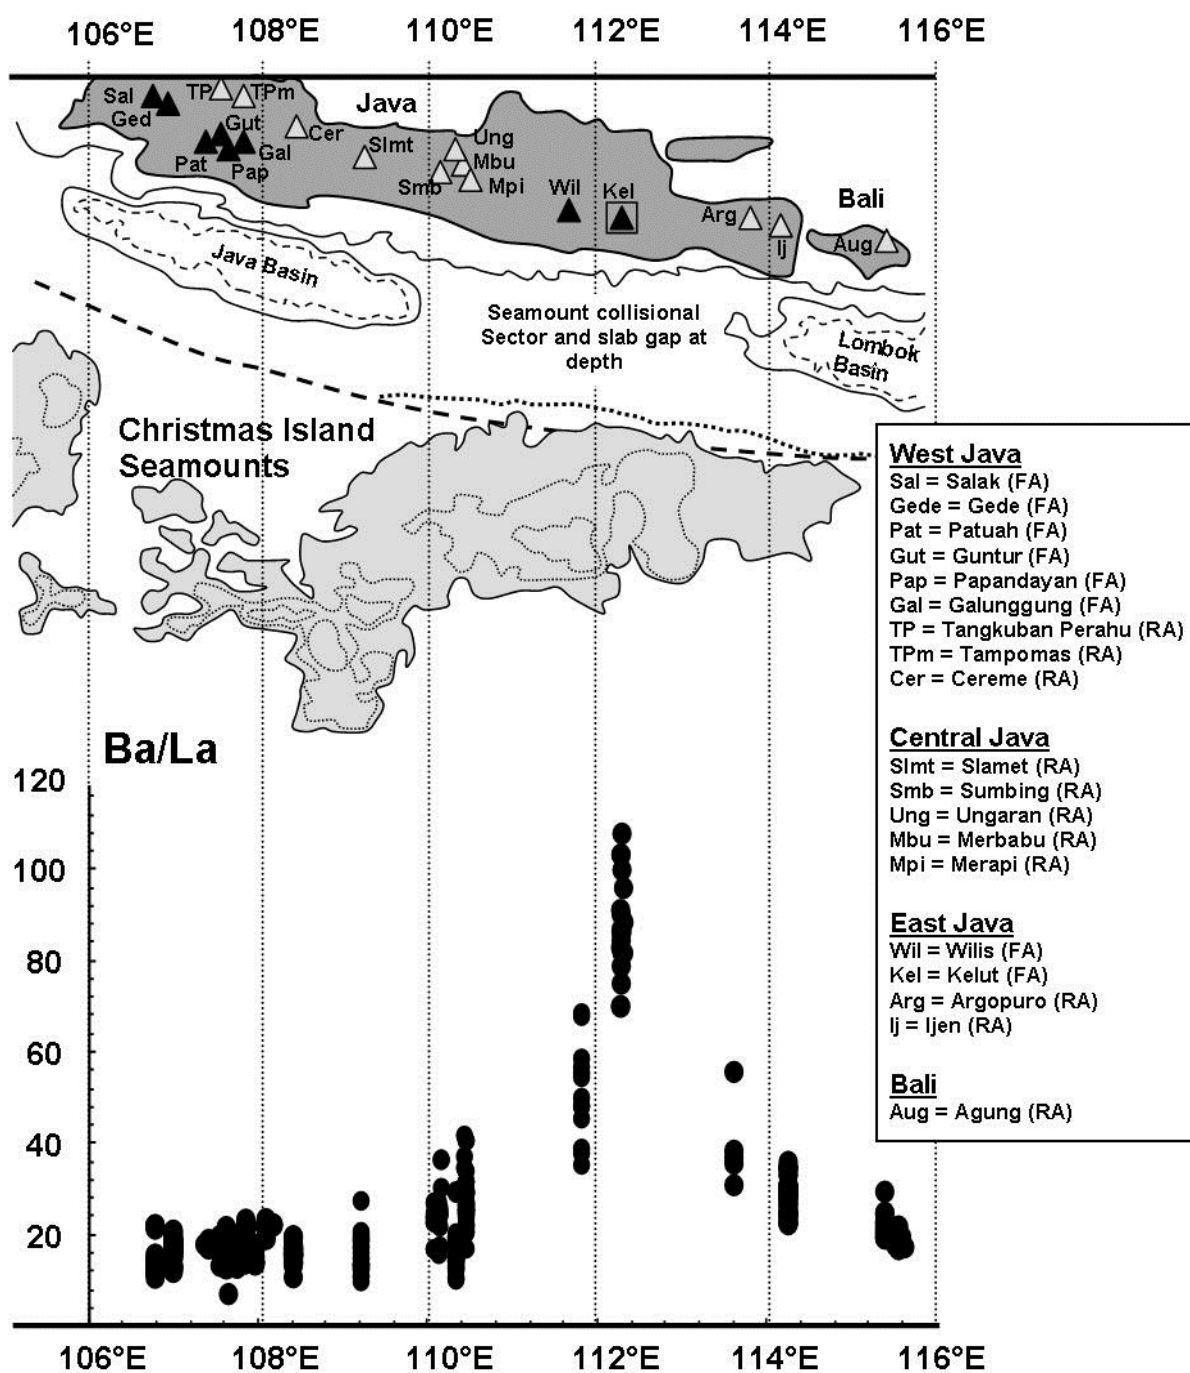 106°E 108°E 110°E 112°E 114°E 116°E
Sal
Ged
TP
TPm
Java
Gut
Cer
Pat
Pap
Gal
Slmt
Ung
Mbu
Smb
Mpi
Wil
Kel
Arg
Ij
Bali
Aug
Java Basin
Seamount collisional
Sector and slab gap at
depth
Lombok
Basin
Christmas Island
Seamounts
West Java
Sal = Salak (FA)
Gede = Gede (FA)
Pat = Patuah (FA)
Gut = Guntur (FA)
Pap = Papandayan (FA)
Gal = Galunggung (FA)
TP = Tangkuban Perahu (RA)
TPm = Tampomas (RA)
Cer = Cereme (RA)
Central Java
Slmt = Slamet (RA)
Smb = Sumbing (RA)
Ung = Ungaran (RA)
Mbu = Merbabu (RA)
Mpi = Merapi (RA)
East Java
Wil = Wilis (FA)
Kel = Kelut (FA)
Arg = Argopuro (RA)
Ij = Ijen (RA)
Bali
Aug = Agung (RA)
Ba/La
120
100
80
60
40
20
106°E 108°E 110°E 112°E 114°E 116°E